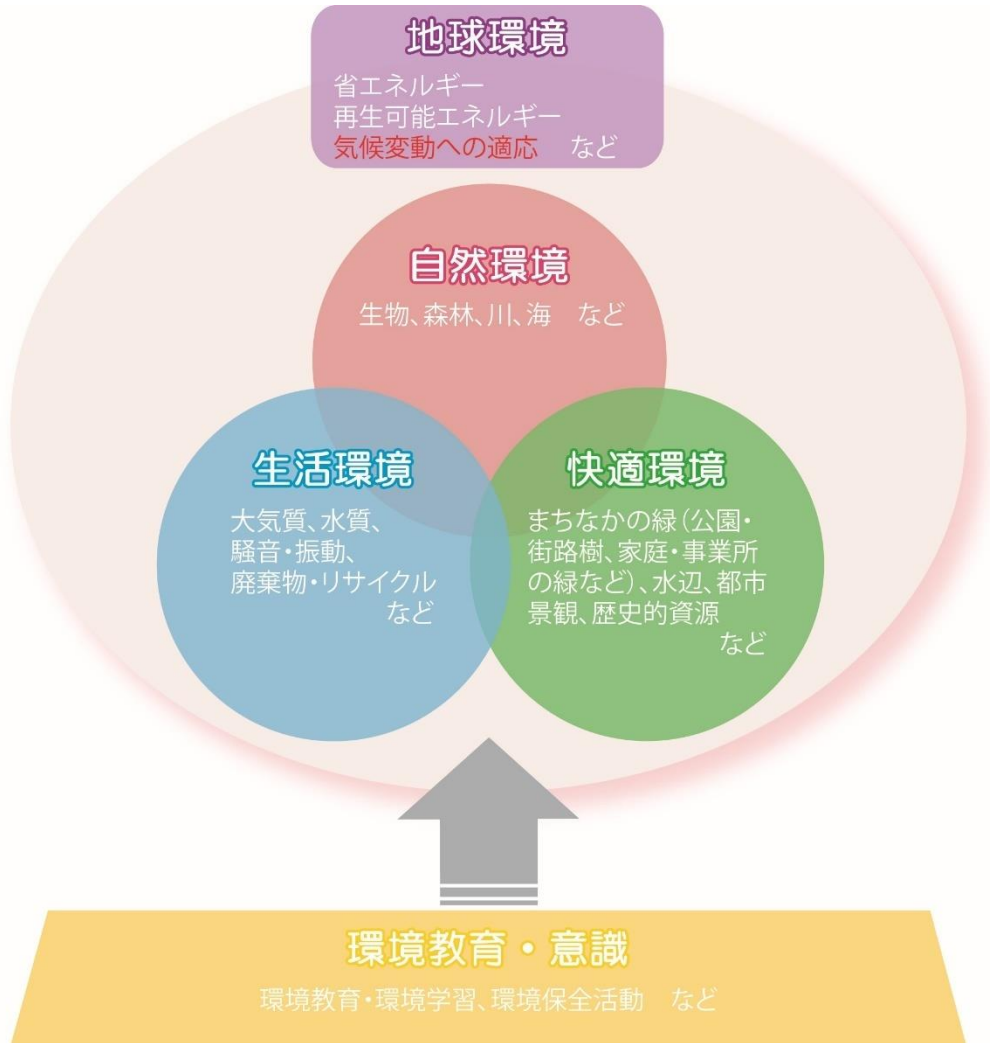 地球環境
省エネルギー
再生可能エネルギー
気候変動への適応　など
自然環境
生物、森林、川、海　など
生活環境
大気質、水質、
騒音・振動、
廃棄物・リサイクル
など
快適環境
まちなかの緑（公園・
街路樹、家庭・事業所
の緑など）、水辺、都市
景観、歴史的資源
など
環境教育・意識
環境教育・環境学習、環境保全活動　など